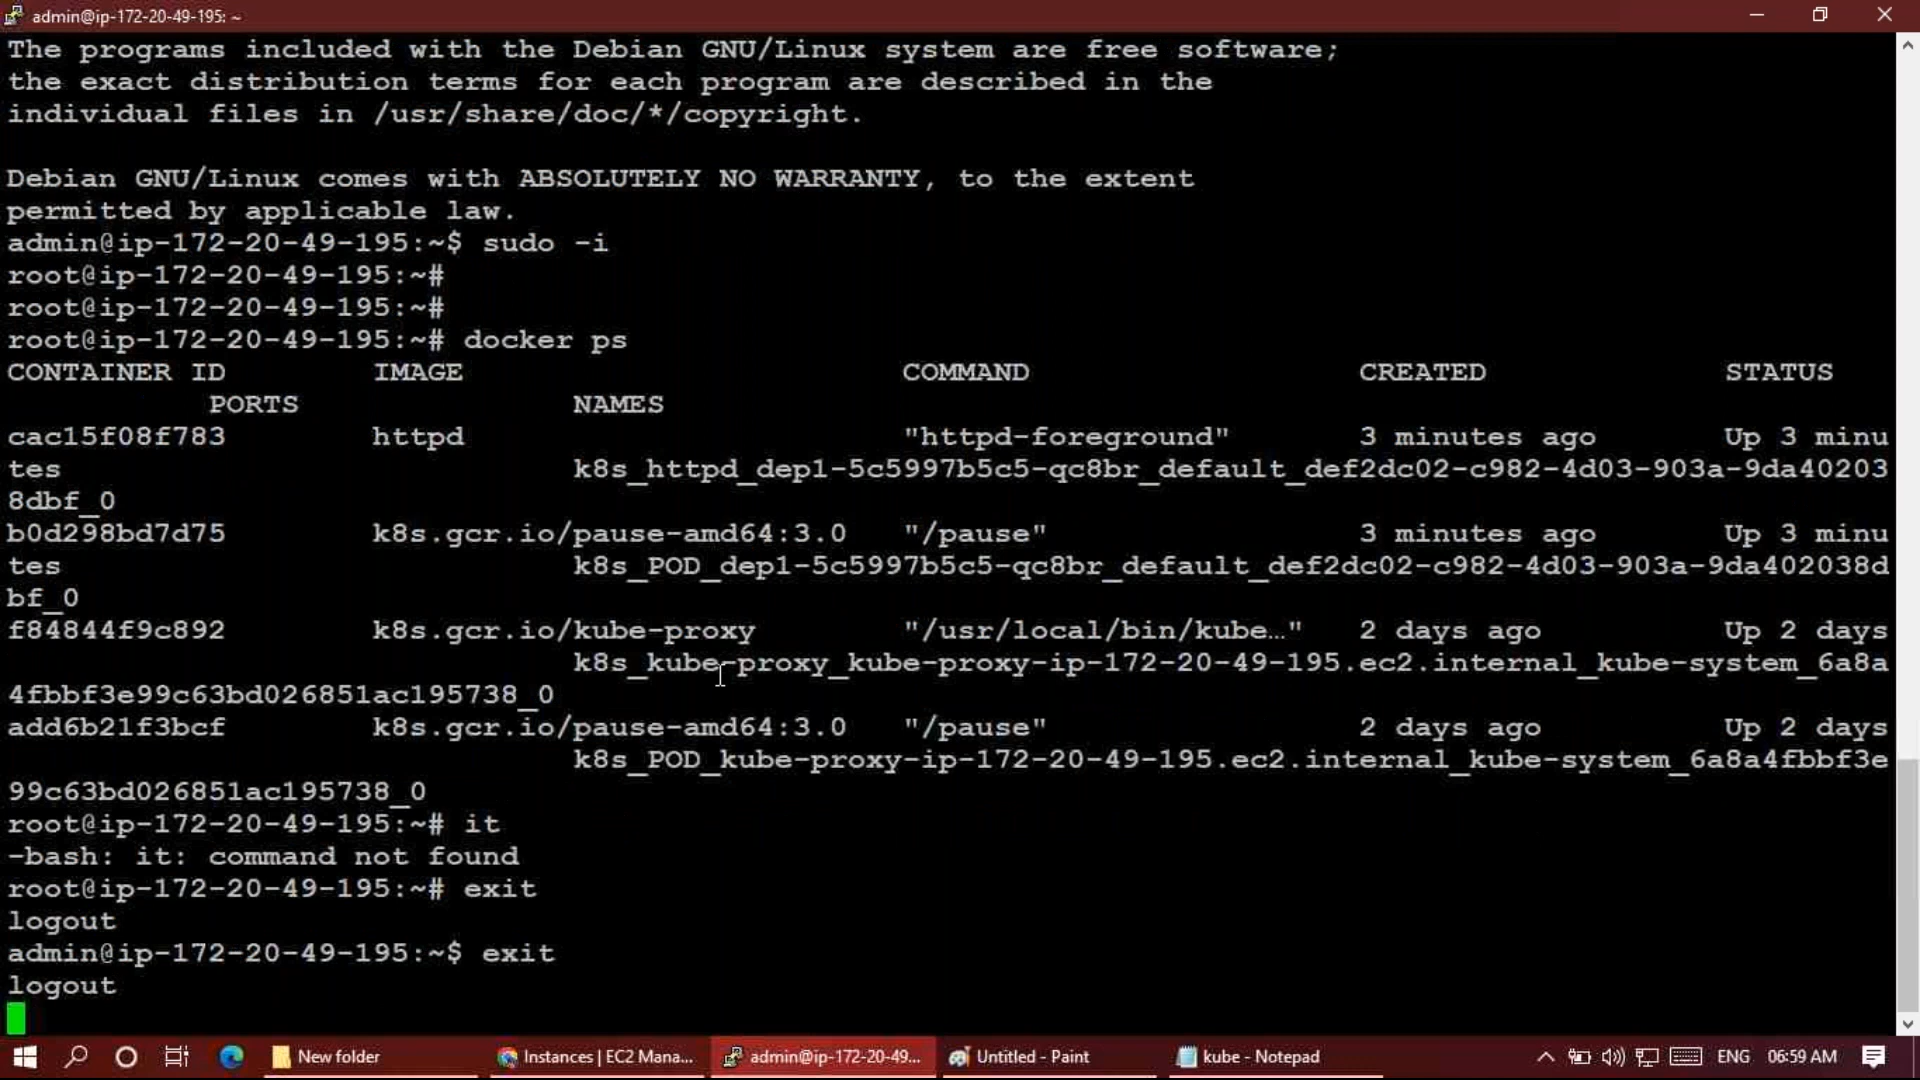 admin@ip-172-20-49-195: ~
The programs included with the Debian GNU/Linux system are free software;
the exact distribution terms for each program are described in the
individual files in /usr/share/doc/*/copyright.
Debian GNU/Linux comes with ABSOLUTELY NO WARRANTY, to the extent
permitted by applicable law.
admin@ip-172-20-49-195:~$ sudo -i
root@ip-172-20-49-195:~#
root@ip-172-20-49-195:~#
root@ip-172-20-49-195:~# docker ps
CONTAINER ID IMAGE COMMAND CREATED STATUS
PORTS NAMES
cac15f08f783 httpd "httpd-foreground" 3 minutes ago Up 3 minu
tes k8s_httpd_dep1-5c5997b5c5-qc8br_default_def2dc02-c982-4d03-903a-9da40203
8dbf_0
b0d298bd7d75 k8s.gcr.io/pause-amd64:3.0 "/pause" 3 minutes ago Up 3 minu
tes k8s_POD_dep1-5c5997b5c5-qc8br_default_def2dc02-c982-4d03-903a-9da402038d
bf_0
f84844f9c892 k8s.gcr.io/kube-proxy "/usr/local/bin/kube…" 2 days ago Up 2 days
k8s_kube-proxy_kube-proxy-ip-172-20-49-195.ec2.internal_kube-system_6a8a
4fbbf3e99c63bd026851ac195738_0
add6b21f3bcf k8s.gcr.io/pause-amd64:3.0 "/pause" 2 days ago Up 2 days
k8s_POD_kube-proxy-ip-172-20-49-195.ec2.internal_kube-system_6a8a4fbbf3e
99c63bd026851ac195738_0
root@ip-172-20-49-195:~# it
-bash: it: command not found
root@ip-172-20-49-195:~# exit
logout
admin@ip-172-20-49-195:~$ exit
logout
New folder Instances | EC2 Mana... admin@ip-172-20-49... Untitled - Paint kube - Notepad ENG 06:59 AM